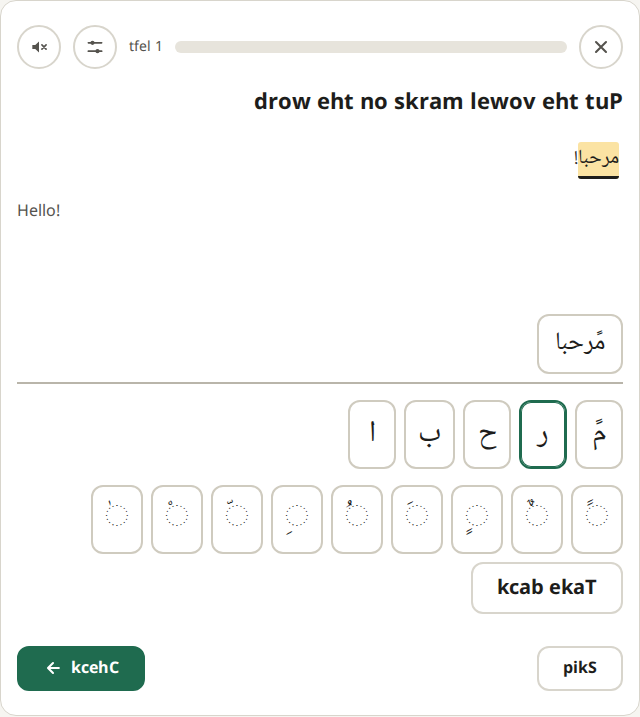 tfel 1
drow eht no skram lewov eht tuP
مرحبا!
Hello!
مًرحبا
مً ر ح ب ا
◌ً ◌ٌ ◌ٍ ◌َ ◌ُ ◌ِ ◌ّ ◌ْ ◌ٰ
kcab ekaT
kcehC pikS